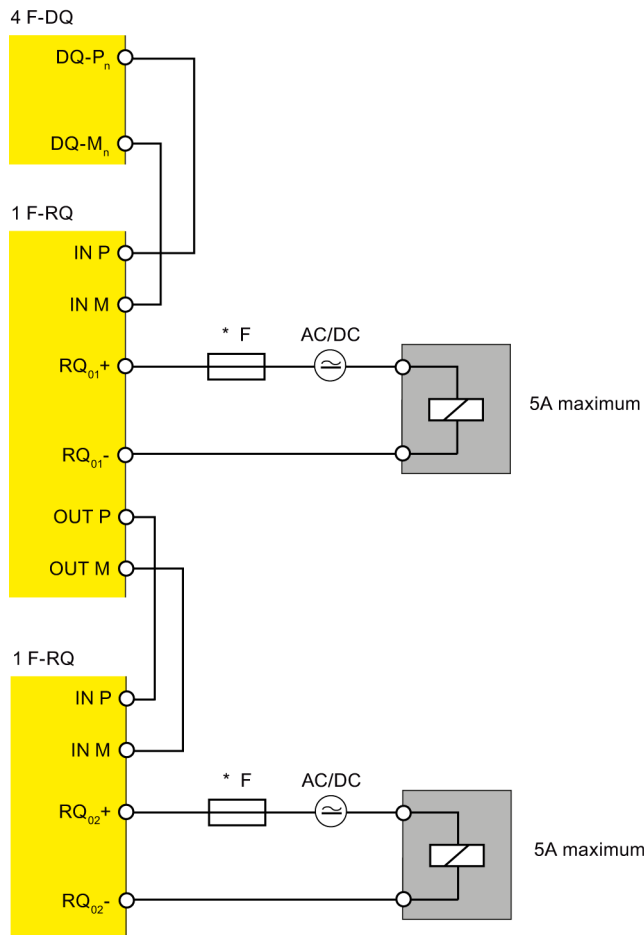 4 F-DQ
DQ-Pn
DQ-Mn
1 F-RQ
IN P
IN M
* F AC/DC
RQ01+
5A maximum
RQ01-
OUT P
OUT M
1 F-RQ
IN P
IN M
* F AC/DC
RQ02+
5A maximum
RQ02-